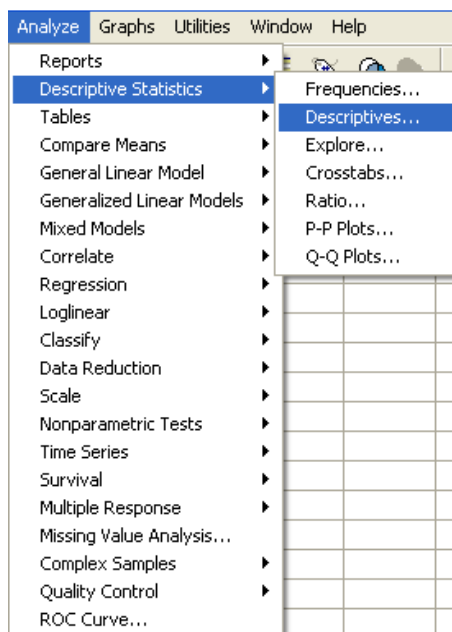 Analyze Graphs Utilities Window Help
Reports
Descriptive Statistics
Tables
Compare Means
General Linear Model
Generalized Linear Models
Mixed Models
Correlate
Regression
Loglinear
Classify
Data Reduction
Scale
Nonparametric Tests
Time Series
Survival
Multiple Response
Missing Value Analysis...
Complex Samples
Quality Control
ROC Curve...
Frequencies...
Descriptives...
Explore...
Crosstabs...
Ratio...
P-P Plots...
Q-Q Plots...